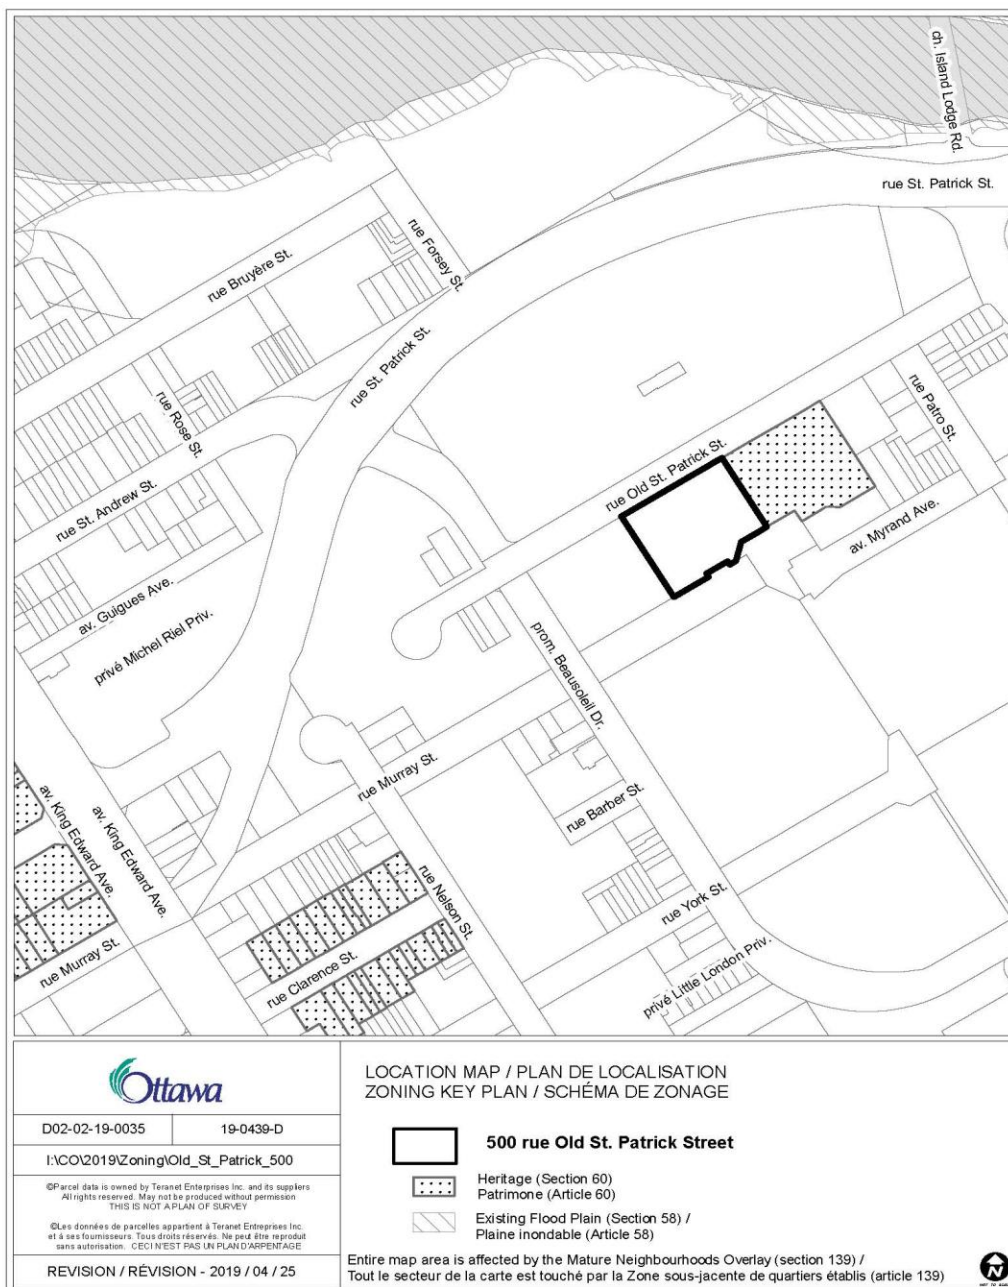 ch. Island Lodge Rd.
rue St. Patrick St.
rue Forsey St.
rue Bruyère St.
rue St. Patrick St.
rue Rose St.
rue Patro St.
rue Old St. Patrick St.
rue St. Andrew St.
av. Myrand Ave.
av. Guigues Ave.
privé Michel Riel Priv.
prom. Beausoleil Dr.
rue Murray St.
av. King Edward Ave.
av. King Edward Ave.
rue Barber St.
rue Nelson St.
rue York St.
rue Murray St.
rue Clarence St.
privé Little London Priv.
Ottawa
D02-02-19-0035
19-0439-D
I:\CO\2019\Zoning\Old_St_Patrick_500
©Parcel data is owned by Teranet Enterprises Inc. and its suppliers
All rights reserved. May not be produced without permission
THIS IS NOT A PLAN OF SURVEY
©Les données de parcelles appartient à Teranet Entreprises Inc.
et à ses fournisseurs. Tous droits réservés. Ne peut être reproduit
sans autorisation. CECI N'EST PAS UN PLAN D'ARPENTAGE
REVISION / RÉVISION - 2019 / 04 / 25
LOCATION MAP / PLAN DE LOCALISATION
ZONING KEY PLAN / SCHÉMA DE ZONAGE
500 rue Old St. Patrick Street
Heritage (Section 60)
Patrimone (Article 60)
Existing Flood Plain (Section 58) /
Plaine inondable (Article 58)
Entire map area is affected by the Mature Neighbourhoods Overlay (section 139) /
Tout le secteur de la carte est touché par la Zone sous-jacente de quartiers établis (article 139)
N